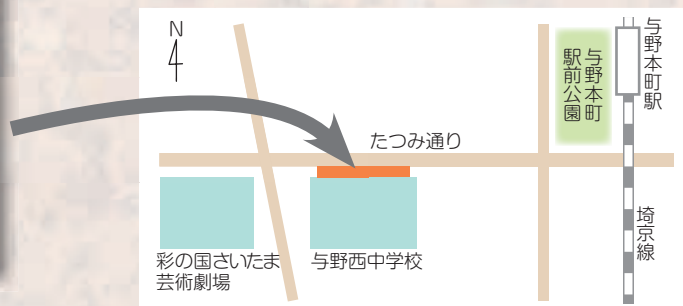 N
与野本町駅
与野本町
駅前公園
たつみ通り
埼京線
彩の国さいたま
芸術劇場
与野西中学校